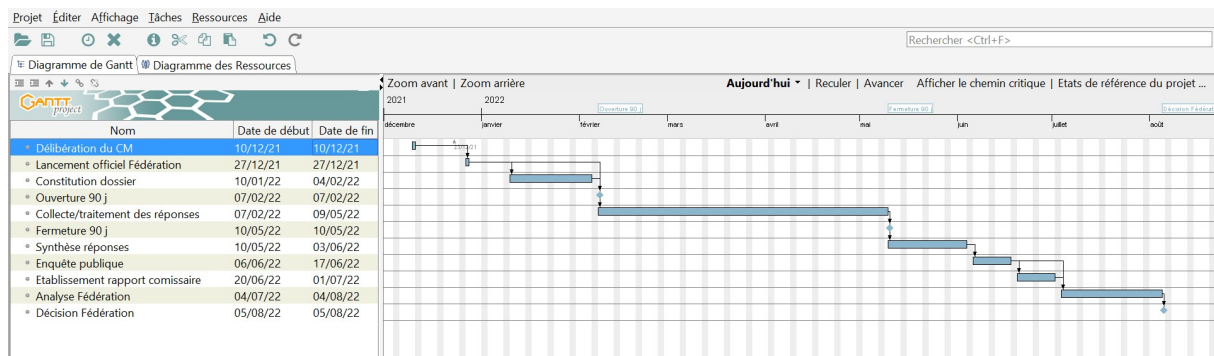 Projet Éditer Affichage Tâches Ressources Aide
Rechercher <Ctrl+F>
Diagramme de Gantt Diagramme des Ressources
Zoom avant | Zoom arrière Aujourd'hui | Reculer | Avancer Afficher le chemin critique | Etats de référence du projet ...
GANTT project
2021 2022
Ouverture 90 j Fermeture 90 j Décision Fédérat
décembre janvier février mars avril mai juin juillet août
Nom Date de début Date de fin
Délibération du CM 10/12/21 10/12/21
Lancement officiel Fédération 27/12/21 27/12/21
Constitution dossier 10/01/22 04/02/22
Ouverture 90 j 07/02/22 07/02/22
Collecte/traitement des réponses 07/02/22 09/05/22
Fermeture 90 j 10/05/22 10/05/22
Synthèse réponses 10/05/22 03/06/22
Enquête publique 06/06/22 17/06/22
Etablissement rapport comissaire 20/06/22 01/07/22
Analyse Fédération 04/07/22 04/08/22
Décision Fédération 05/08/22 05/08/22